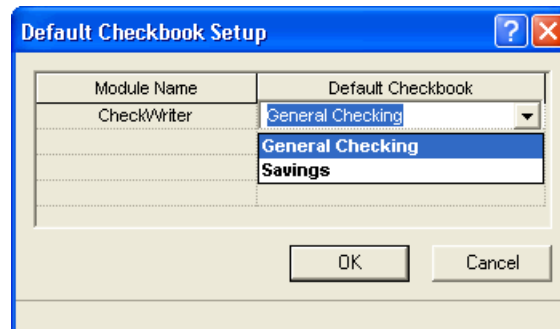 Default Checkbook Setup
Module Name Default Checkbook
CheckWriter General Checking
General Checking
Savings
OK Cancel